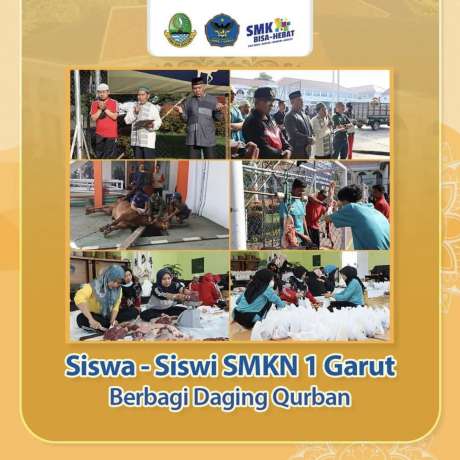 SMK
BISA-HEBAT
Siswa - Siswi SMKN 1 Garut
Berbagi Daging Qurban